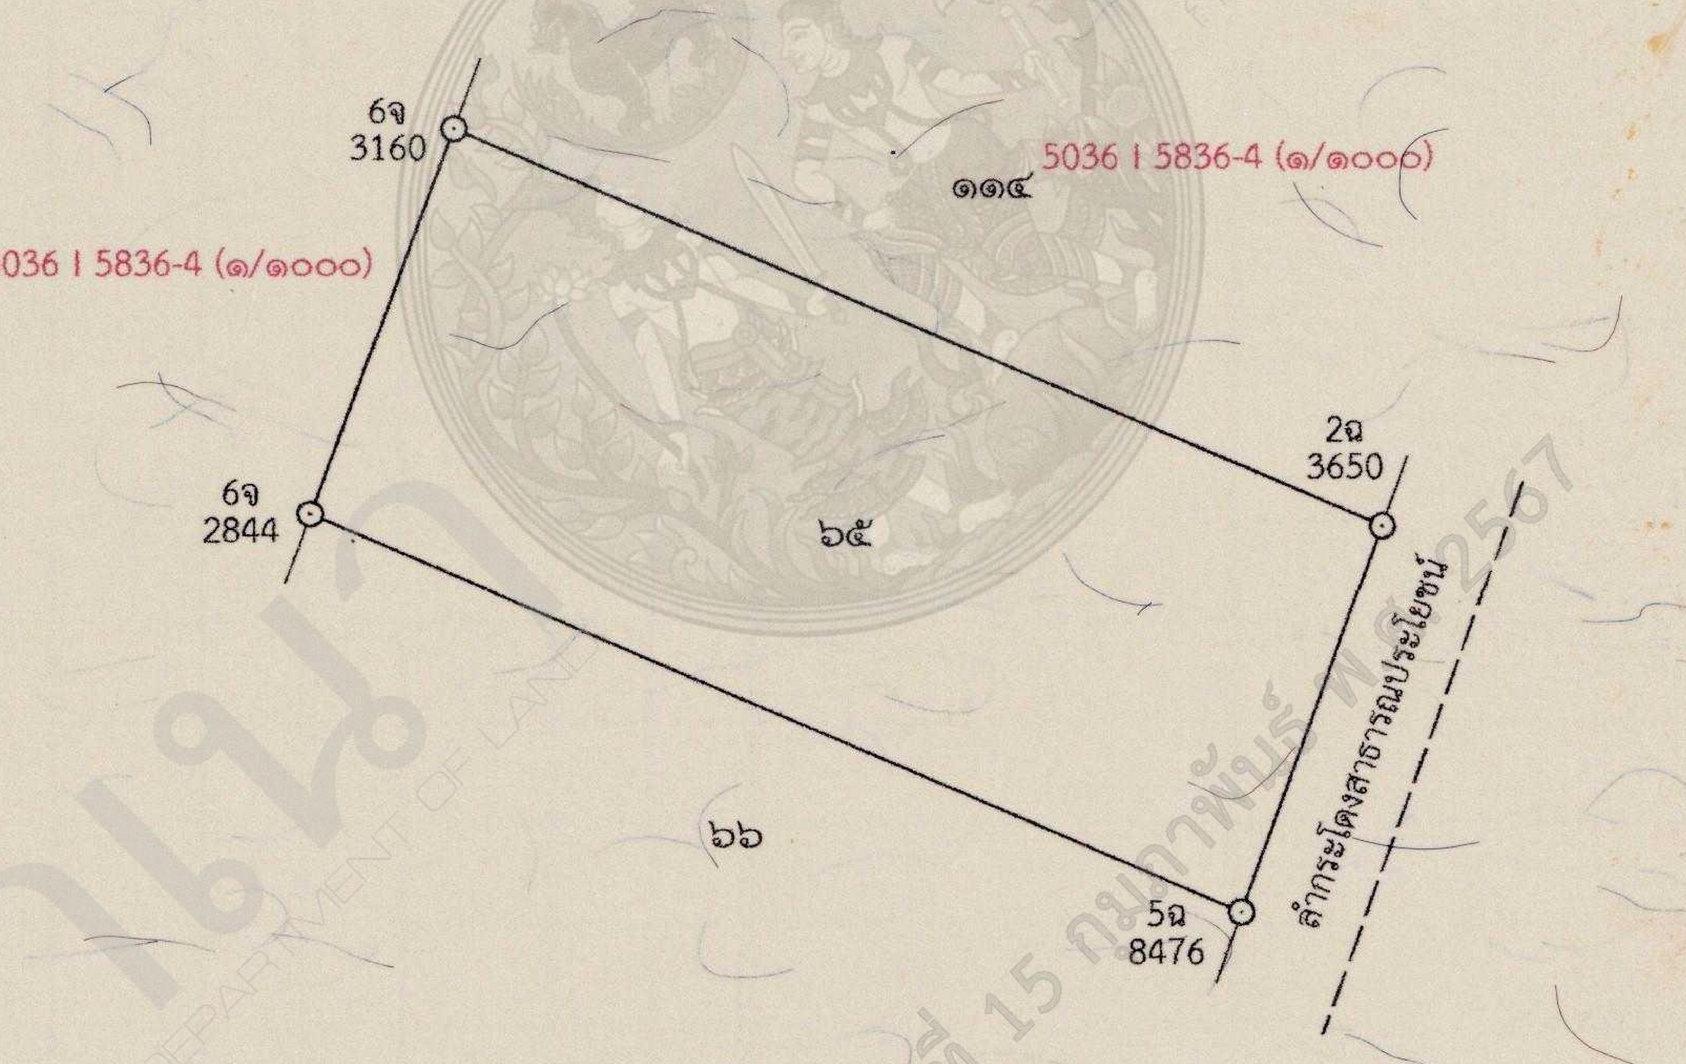 6จ
3160
5036 I 5836-4 (๑/๑๐๐๐)
๑๑๔
036 I 5836-4 (๑/๑๐๐๐)
2ฉ
3650
6จ
2844
๖๕
ลำกระโดงสาธารณประโยชน์
๖๖
5ฉ
8476
DEPARTMENT OF LAND
ที่ 15 กุมภาพันธ์ พ.ศ. 2567